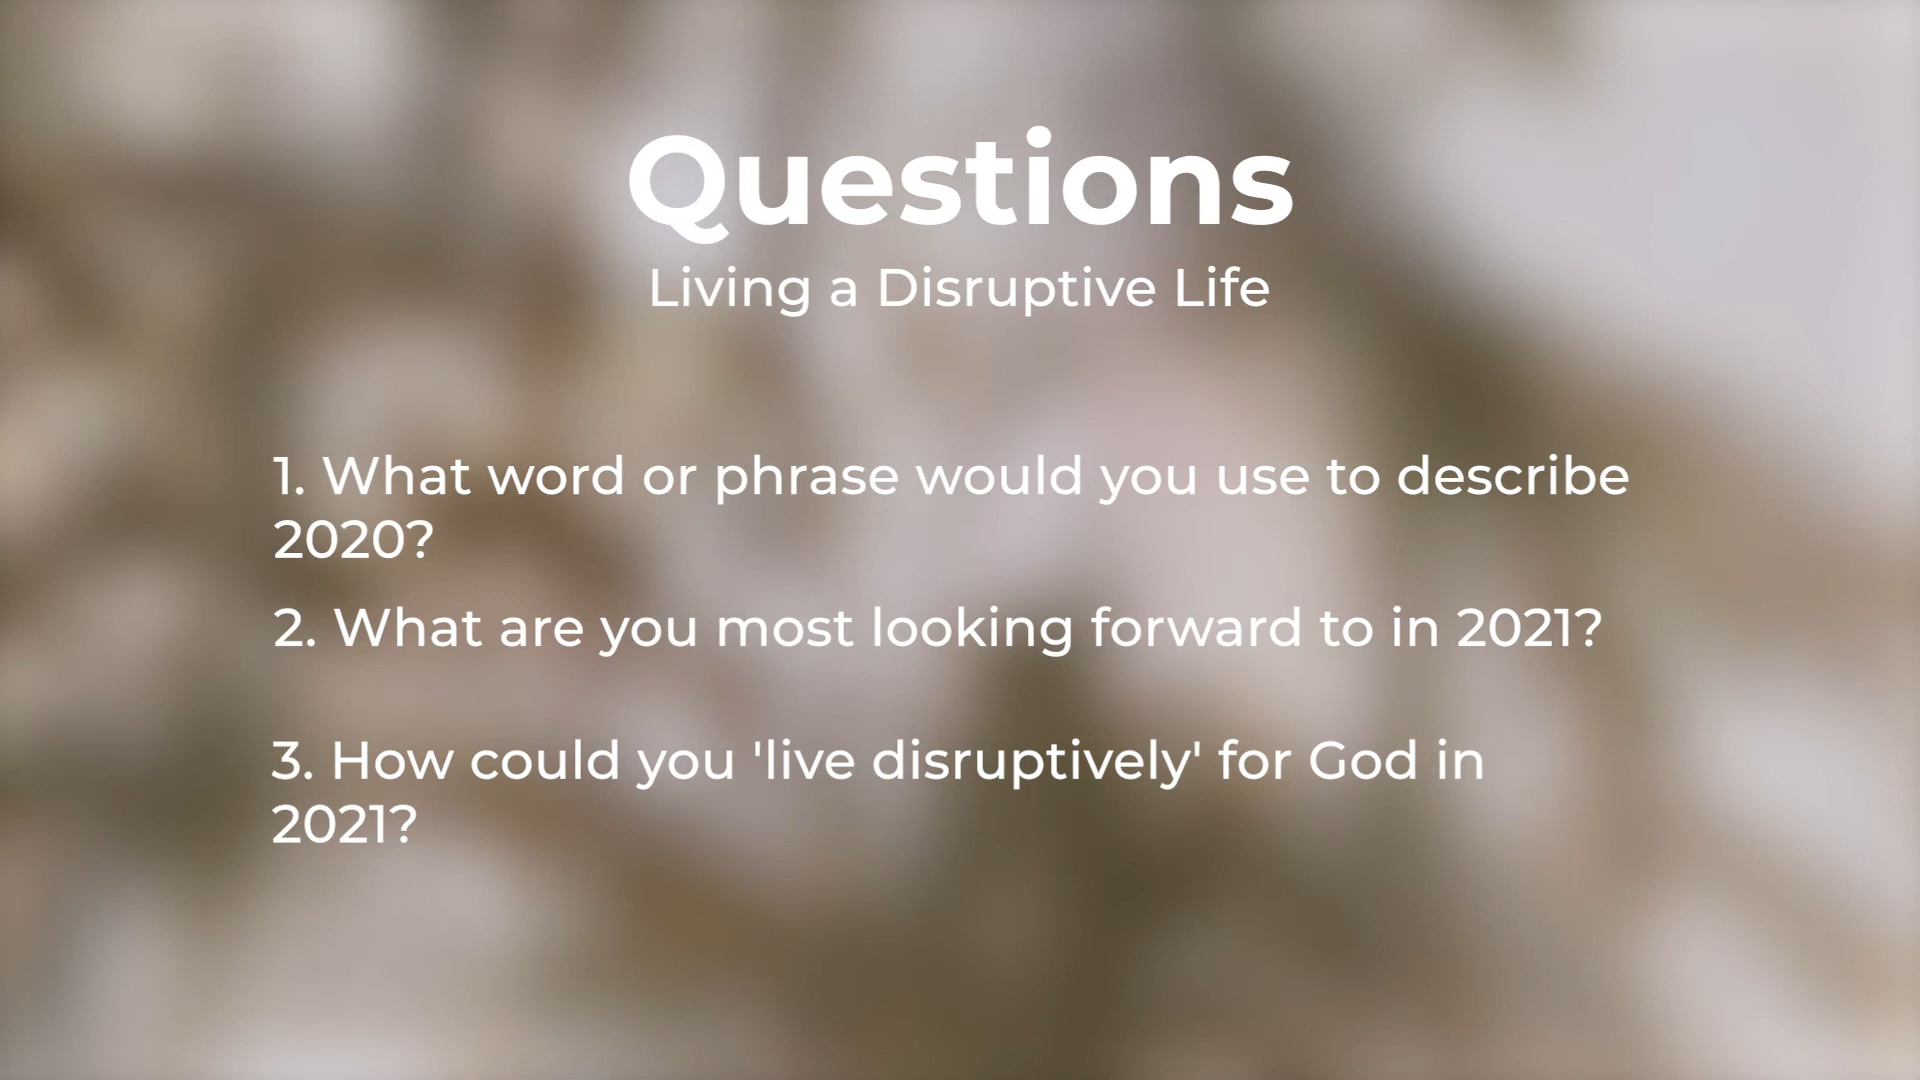 Questions
Living a Disruptive Life
1. What word or phrase would you use to describe
2020?
2. What are you most looking forward to in 2021?
3. How could you 'live disruptively' for God in
2021?